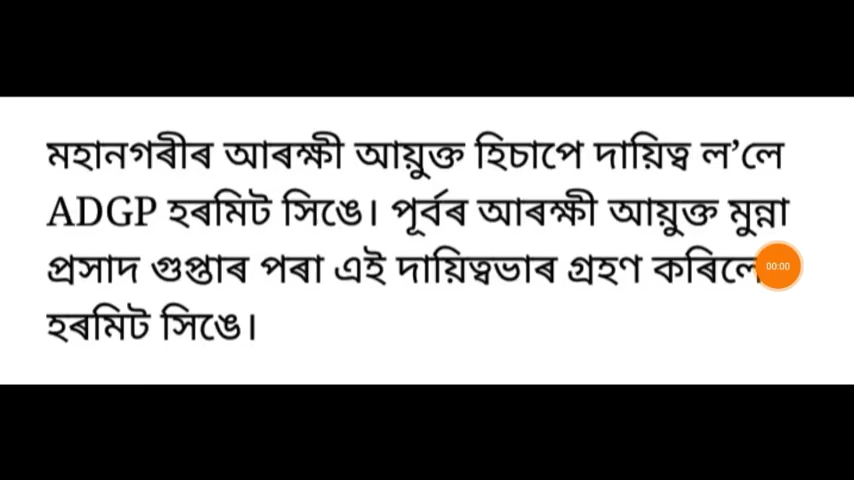 মহানগৰীৰ আৰক্ষী আয়ুক্ত হিচাপে দায়িত্ব ল’লে
ADGP হৰমিট সিঙে। পূৰ্বৰ আৰক্ষী আয়ুক্ত মুন্না
প্ৰসাদ গুপ্তাৰ পৰা এই দায়িত্বভাৰ গ্ৰহণ কৰিলে
হৰমিট সিঙে।
00:00